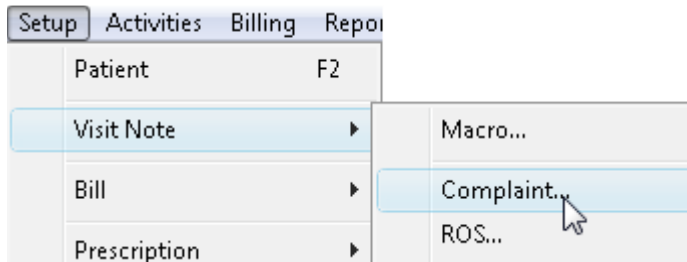 Setup Activities Billing
Patient F2
Visit Note
Macro...
Bill
Complaint...
Prescription
ROS...